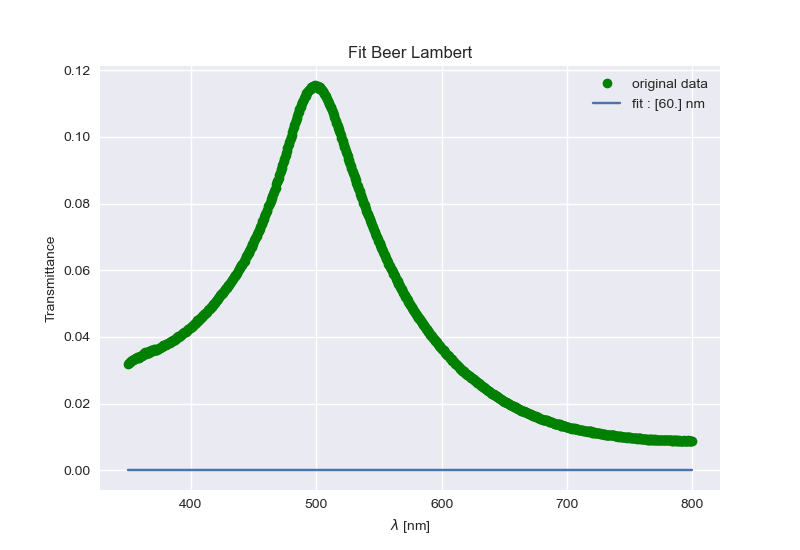 Fit Beer Lambert
original data
fit : [60.] nm
0.12
0.10
0.08
0.06
0.04
0.02
0.00
Transmittance
400
500
600
700
800
λ [nm]